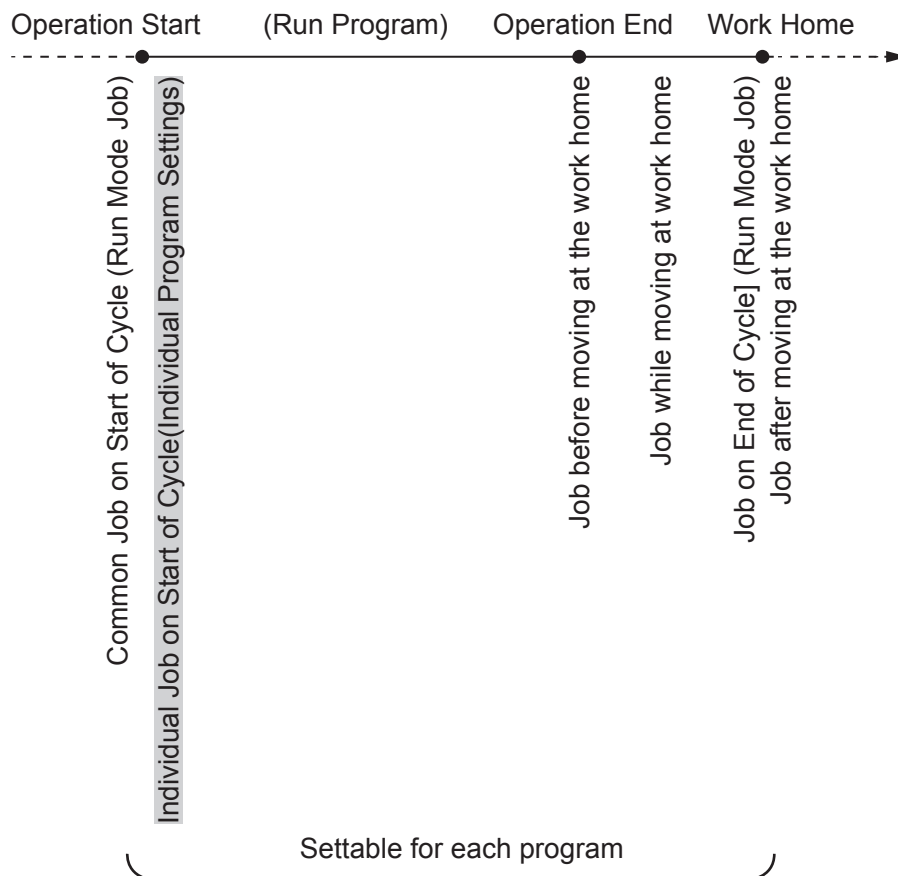 Operation Start (Run Program) Operation End Work Home
Common Job on Start of Cycle (Run Mode Job)
Individual Job on Start of Cycle(Individual Program Settings)
Job before moving at the work home
Job while moving at work home
Job on End of Cycle] (Run Mode Job)
Job after moving at the work home
Settable for each program